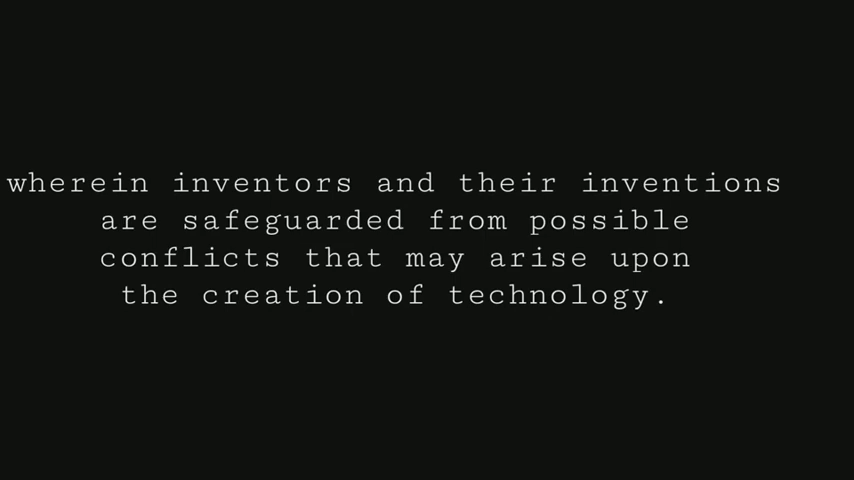 wherein inventors and their inventions
are safeguarded from possible
conflicts that may arise upon
the creation of technology.